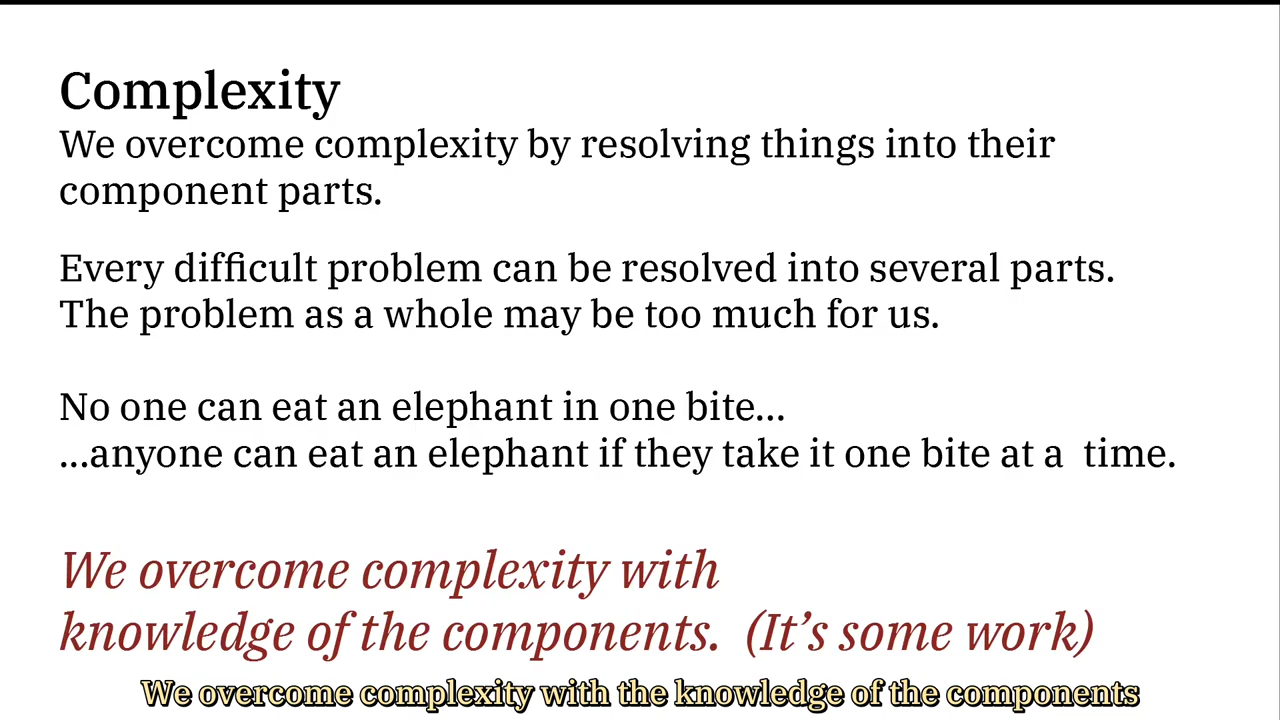 Complexity
We overcome complexity by resolving things into their
component parts.
Every difficult problem can be resolved into several parts.
The problem as a whole may be too much for us.
No one can eat an elephant in one bite...
...anyone can eat an elephant if they take it one bite at a  time.
We overcome complexity with
knowledge of the components.  (It’s some work)
We overcome complexity with the knowledge of the components